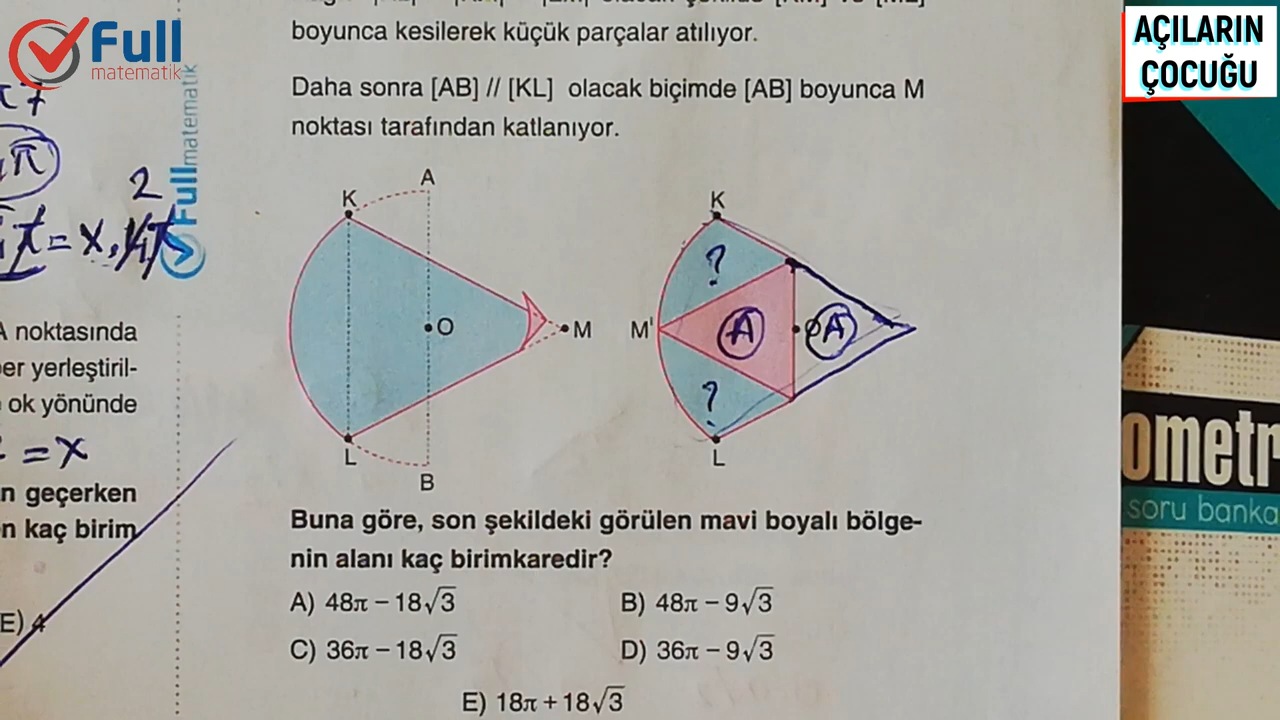 Full
matematik
AÇILARIN
ÇOCUĞU
boyunca kesilerek küçük parçalar atılıyor.
Daha sonra [AB] // [KL] olacak biçimde [AB] boyunca M
noktası tarafından katlanıyor.
Full matematik
2
= x.
A noktasında
er yerleştiril-
ok yönünde
= x
n geçerken
n kaç birim
E) 4
A
K
O
M
L
B
K
?
M'
A
O
A
?
L
Buna göre, son şekildeki görülen mavi boyalı bölge-
nin alanı kaç birimkaredir?
A) 48π – 18√3
B) 48π – 9√3
C) 36π – 18√3
D) 36π – 9√3
E) 18π + 18√3
ometr
soru banka